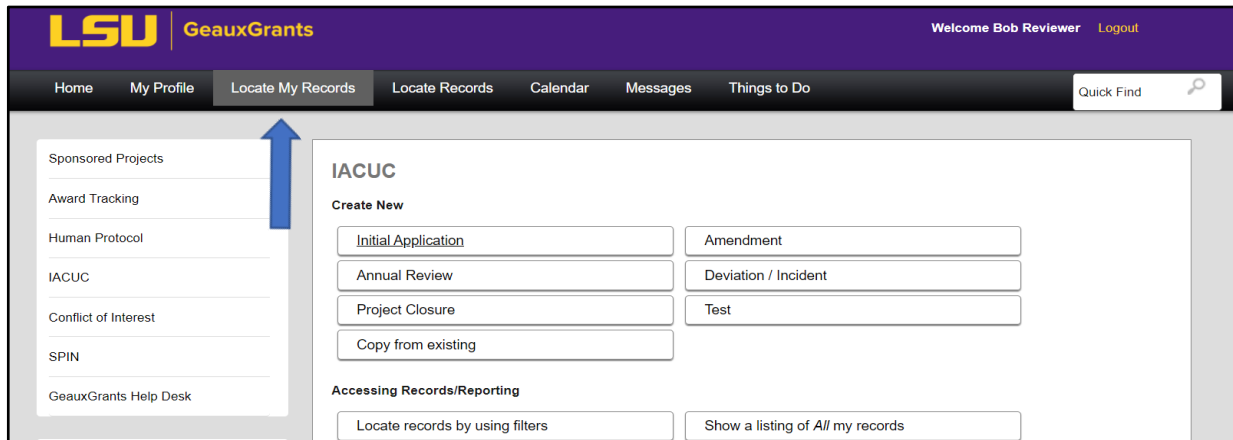 LSU GeauxGrants Welcome Bob Reviewer Logout
Home My Profile Locate My Records Locate Records Calendar Messages Things to Do Quick Find
Sponsored Projects
Award Tracking
Human Protocol
IACUC
Conflict of Interest
SPIN
GeauxGrants Help Desk
IACUC
Create New
Initial Application Amendment
Annual Review Deviation / Incident
Project Closure Test
Copy from existing
Accessing Records/Reporting
Locate records by using filters Show a listing of All my records